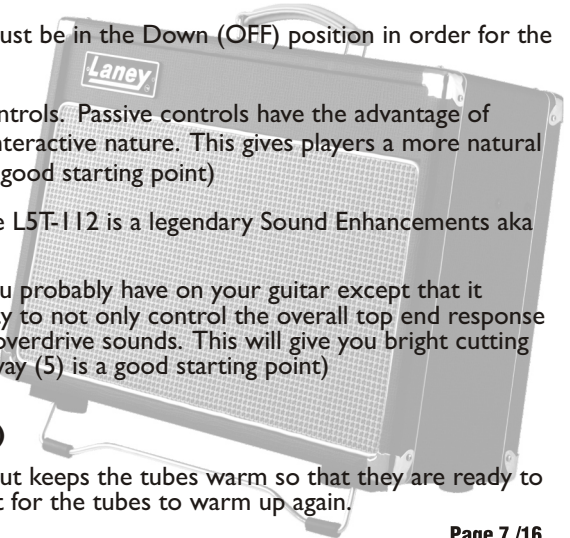 ust be in the Down (OFF) position in order for the
Laney
ntrols. Passive controls have the advantage of
nteractive nature. This gives players a more natural
good starting point)
e L5T-112 is a legendary Sound Enhancements aka
u probably have on your guitar except that it
y to not only control the overall top end response
overdrive sounds. This will give you bright cutting
way (5) is a good starting point)
)
ut keeps the tubes warm so that they are ready to
t for the tubes to warm up again.
Page 7 /16